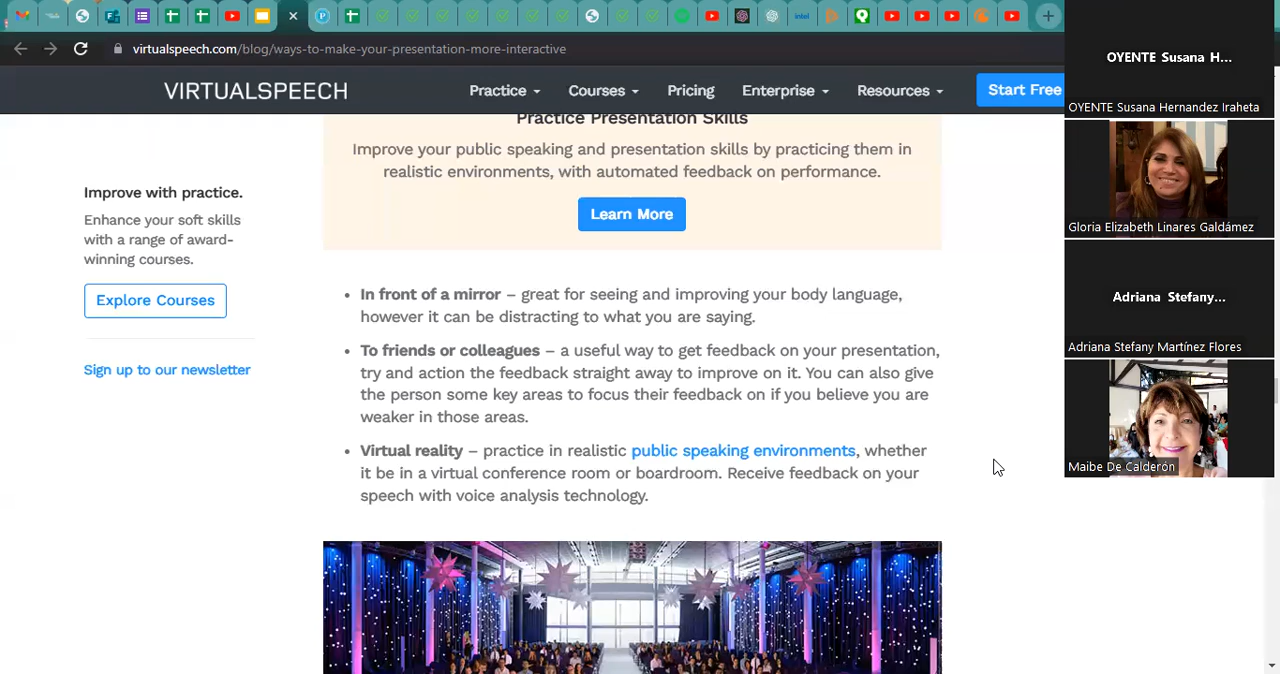 virtualspeech.com/blog/ways-to-make-your-presentation-more-interactive
VIRTUALSPEECH
Practice
Courses
Pricing
Enterprise
Resources
Start Free
Practice Presentation Skills
Improve your public speaking and presentation skills by practicing them in
realistic environments, with automated feedback on performance.
Learn More
Improve with practice.
Enhance your soft skills
with a range of award-
winning courses.
Explore Courses
Sign up to our newsletter
• In front of a mirror – great for seeing and improving your body language,
however it can be distracting to what you are saying.
• To friends or colleagues – a useful way to get feedback on your presentation,
try and action the feedback straight away to improve on it. You can also give
the person some key areas to focus their feedback on if you believe you are
weaker in those areas.
• Virtual reality – practice in realistic public speaking environments, whether
it be in a virtual conference room or boardroom. Receive feedback on your
speech with voice analysis technology.
OYENTE Susana H...
OYENTE Susana Hernandez Iraheta
Gloria Elizabeth Linares Galdámez
Adriana Stefany...
Adriana Stefany Martínez Flores
Maibe De Calderón